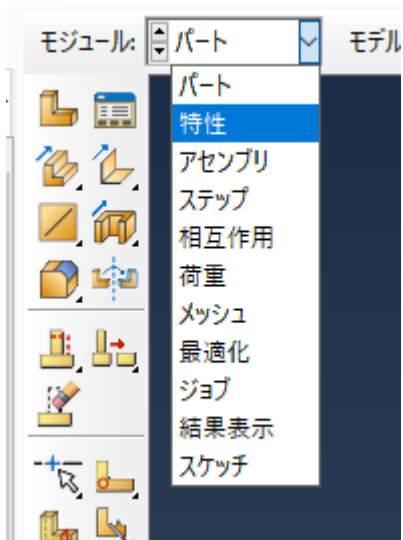 モジュール: パート モデル
パート
特性
アセンブリ
ステップ
相互作用
荷重
メッシュ
最適化
ジョブ
結果表示
スケッチ